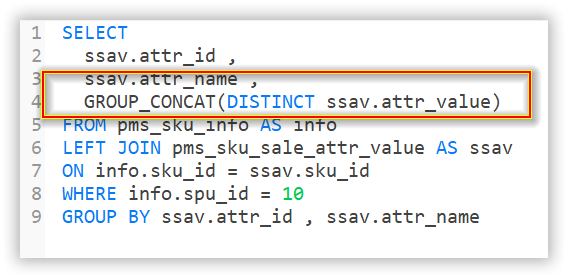 1 SELECT
2 ssav.attr_id ,
3 ssav.attr_name ,
4 GROUP_CONCAT(DISTINCT ssav.attr_value)
5 FROM pms_sku_info AS info
6 LEFT JOIN pms_sku_sale_attr_value AS ssav
7 ON info.sku_id = ssav.sku_id
8 WHERE info.spu_id = 10
9 GROUP BY ssav.attr_id , ssav.attr_name